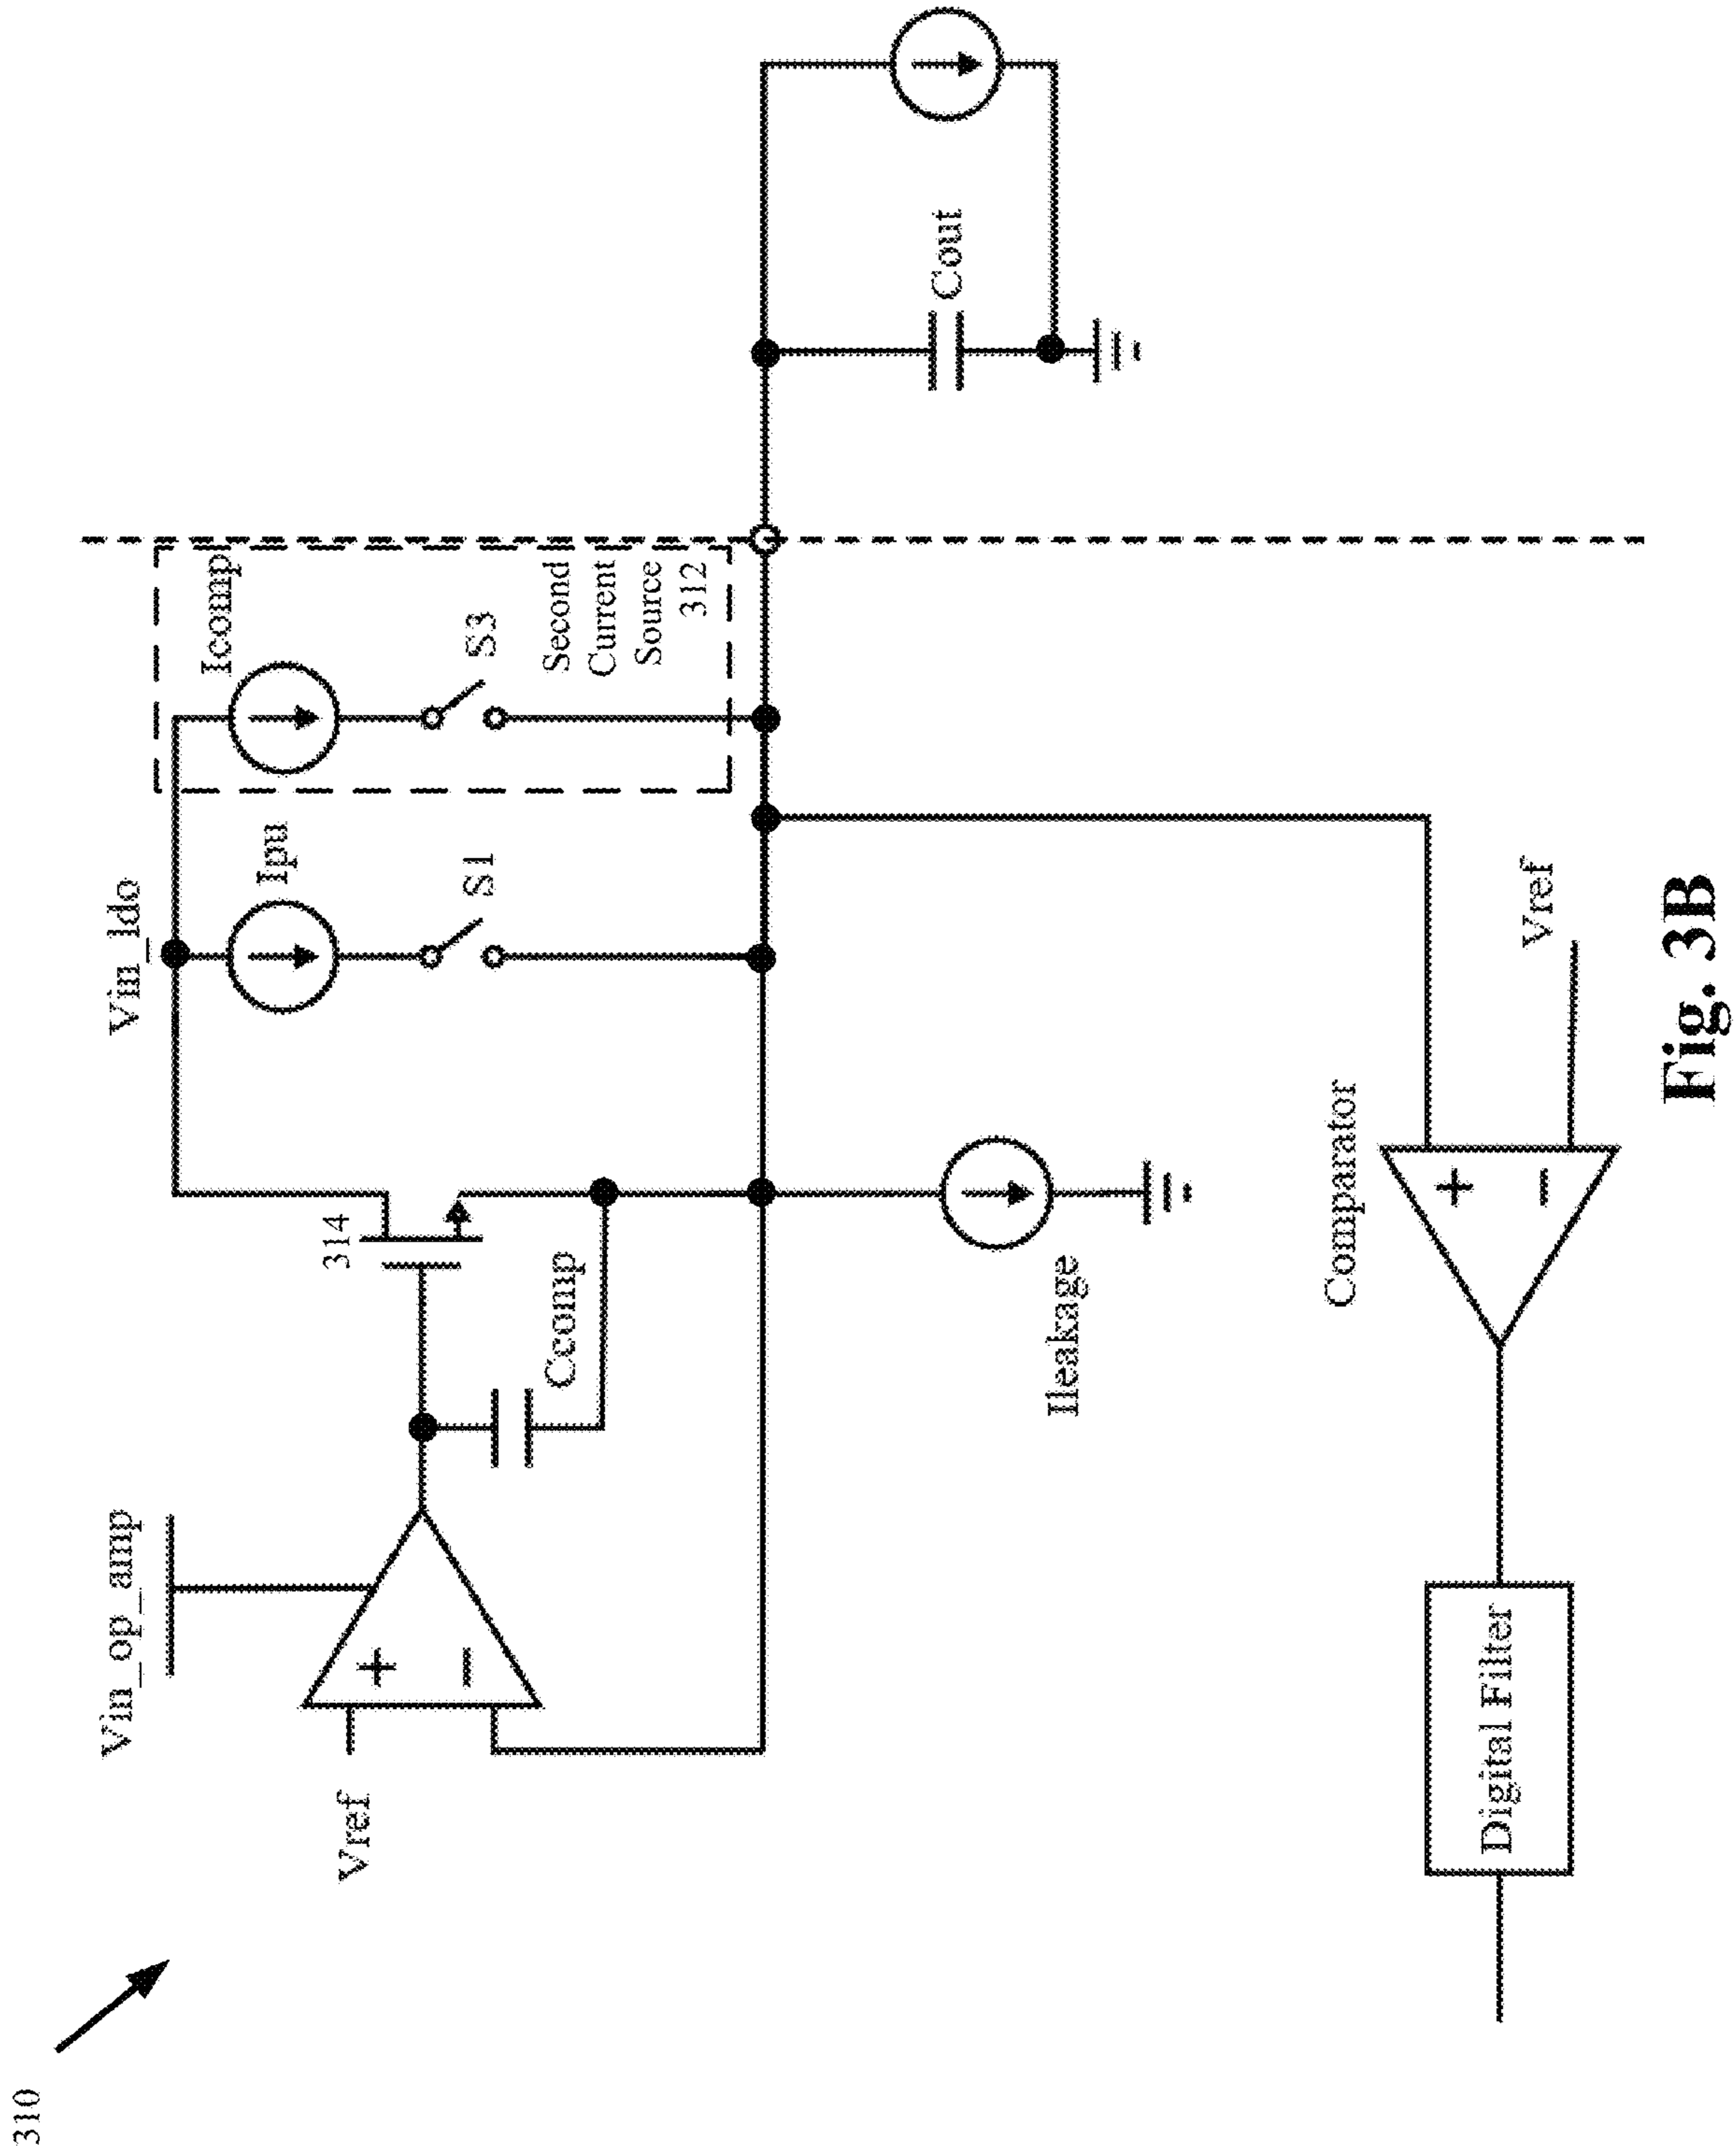 310
Vin_op_amp
Vref
+
−
Ccomp
314
Vin_ldo
Ipu
S1
Icomp
S3
Second
Current
Source
312
Cout
Ileakage
Comparator
+
−
Vref
Digital Filter
Fig. 3B